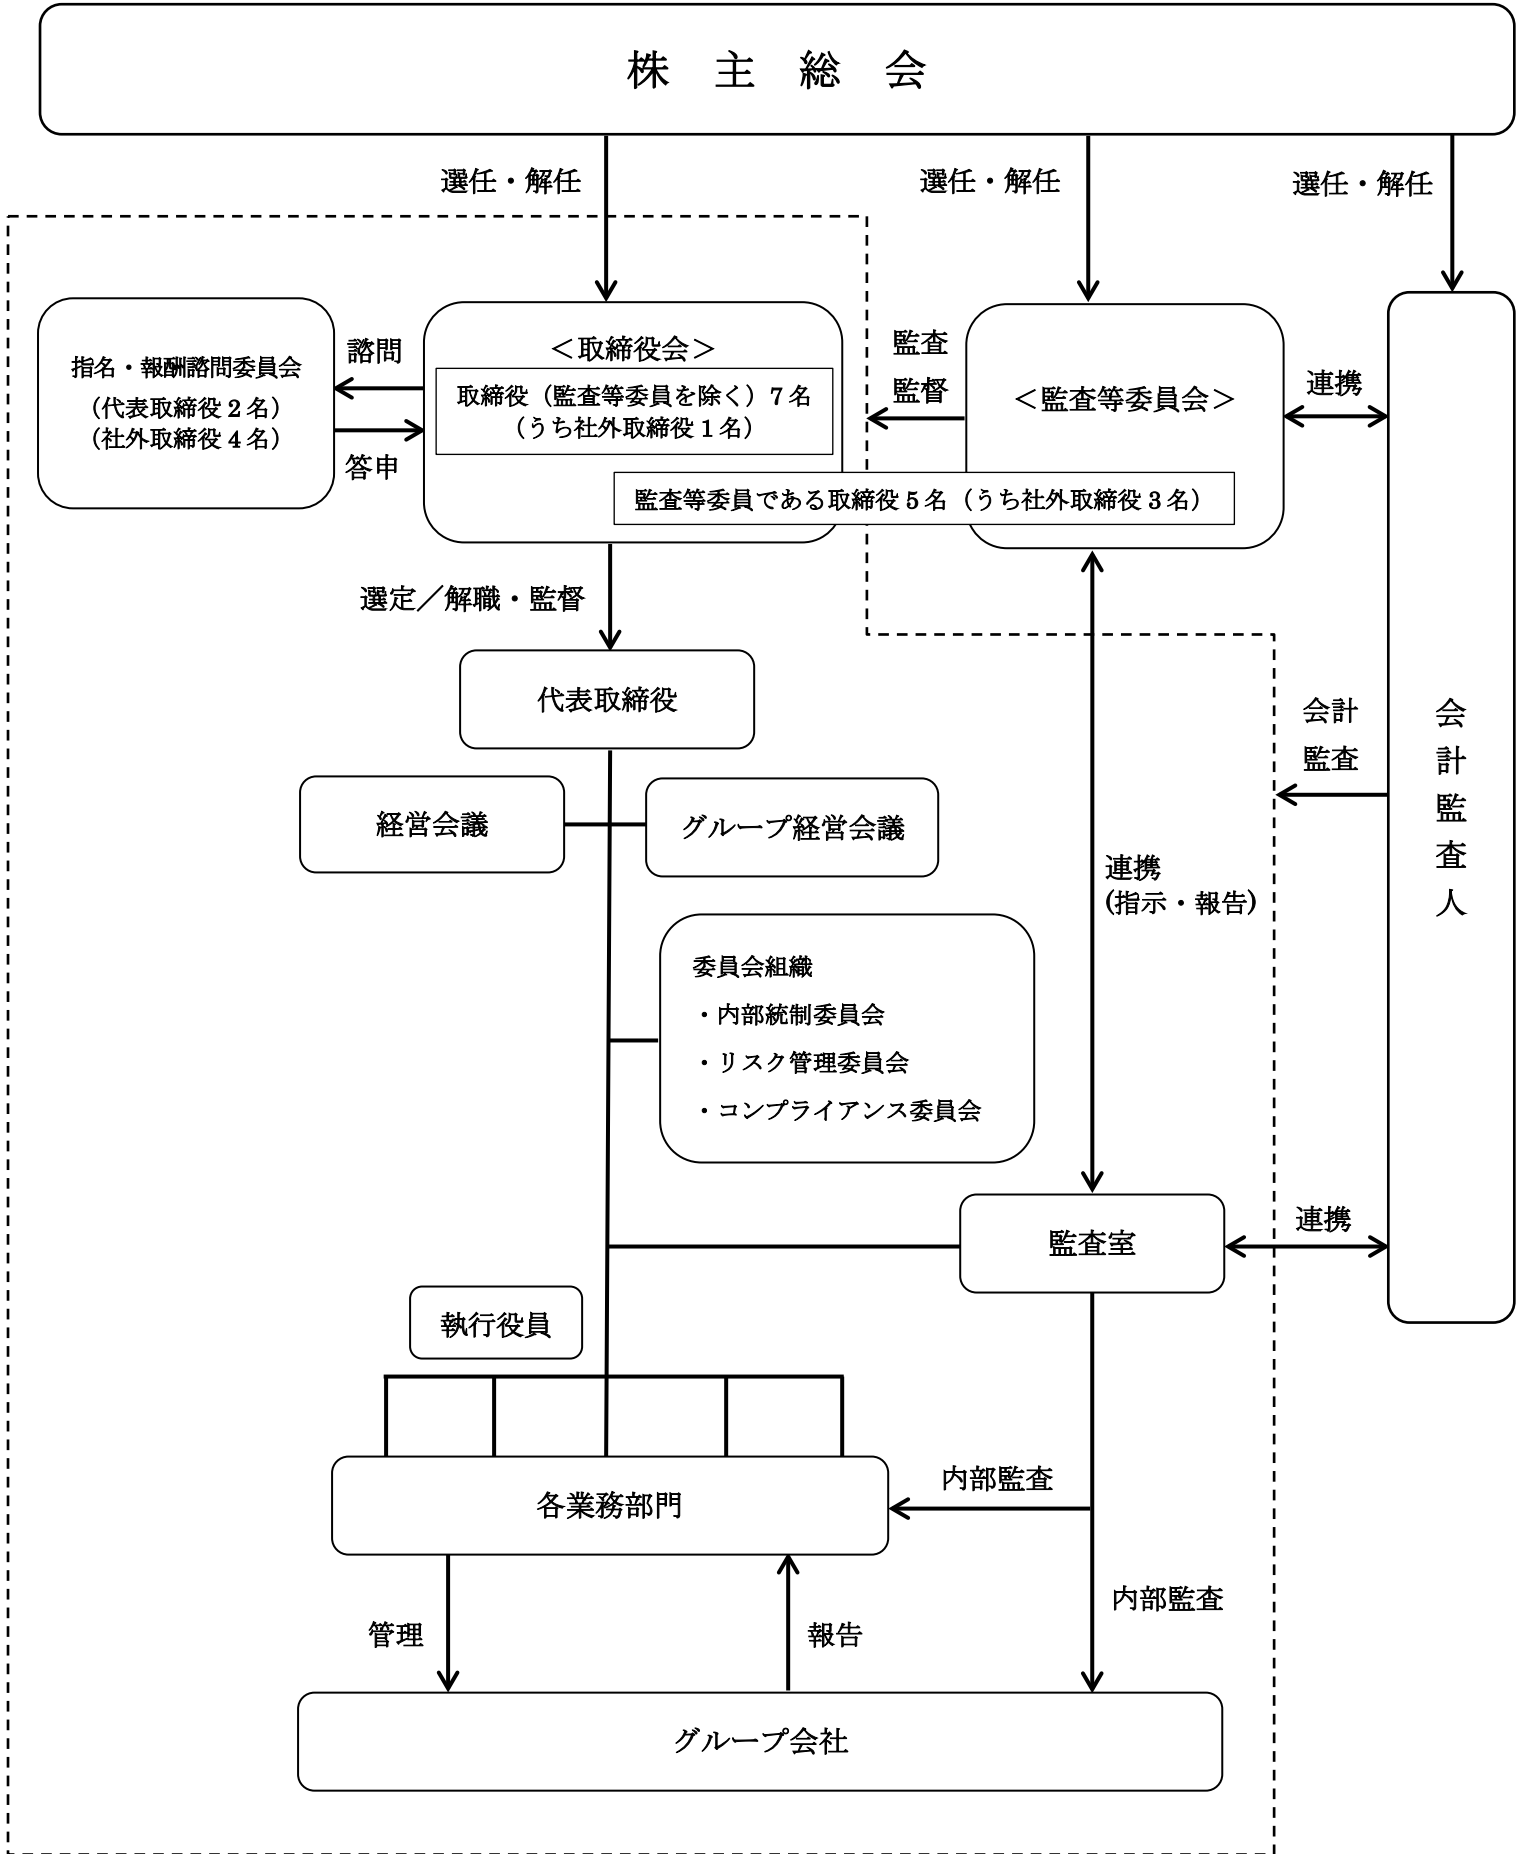 株 主 総 会
選任・解任
選任・解任
選任・解任
指名・報酬諮問委員会
（代表取締役 2 名）
（社外取締役 4 名）
諮問
答申
＜取締役会＞
取締役（監査等委員を除く）7 名
（うち社外取締役 1 名）
監査
監督
＜監査等委員会＞
連携
監査等委員である取締役 5 名（うち社外取締役 3 名）
選定／解職・監督
代表取締役
経営会議
グループ経営会議
会計
監査
会計監査人
連携
(指示・報告)
委員会組織
・内部統制委員会
・リスク管理委員会
・コンプライアンス委員会
監査室
連携
執行役員
各業務部門
内部監査
内部監査
管理
報告
グループ会社